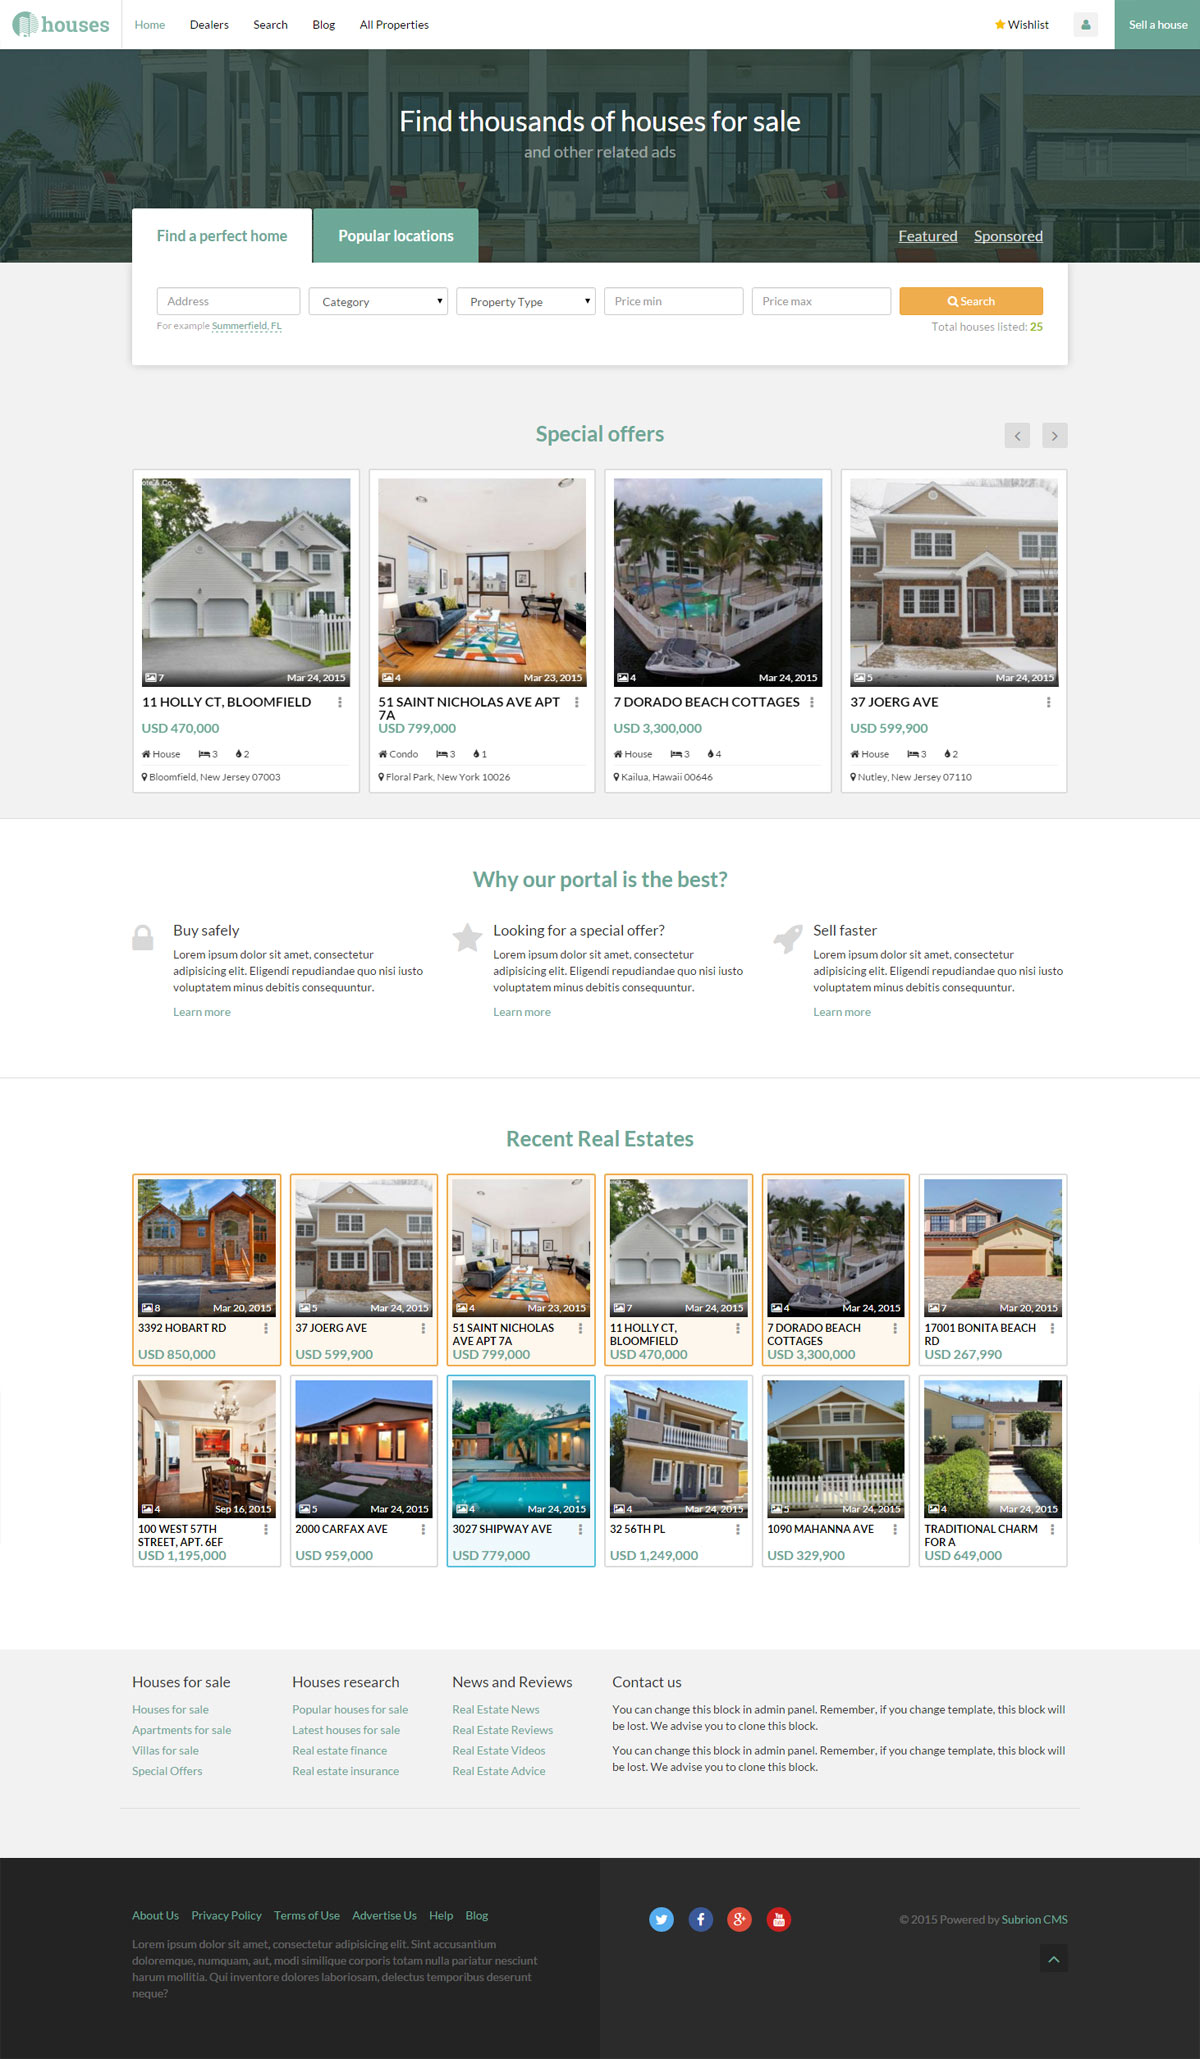 houses
Home Dealers Search Blog All Properties Wishlist Sell a house
Find thousands of houses for sale
and other related ads
Find a perfect home Popular locations Featured Sponsored
Address Category Property Type Price min Price max Search
For example Summerfield, FL Total houses listed: 25
Special offers
7 Mar 24, 2015
11 HOLLY CT, BLOOMFIELD
USD 470,000
House 3 2
Bloomfield, New Jersey 07003
4 Mar 23, 2015
51 SAINT NICHOLAS AVE APT
7A
USD 799,000
Condo 3 1
Floral Park, New York 10026
4 Mar 24, 2015
7 DORADO BEACH COTTAGES
USD 3,300,000
House 3 4
Kailua, Hawaii 00646
5 Mar 24, 2015
37 JOERG AVE
USD 599,900
House 3 2
Nutley, New Jersey 07110
Why our portal is the best?
Buy safely
Lorem ipsum dolor sit amet, consectetur
adipisicing elit. Eligendi repudiandae quo nisi iusto
voluptatem minus debitis consequuntur.
Learn more
Looking for a special offer?
Lorem ipsum dolor sit amet, consectetur
adipisicing elit. Eligendi repudiandae quo nisi iusto
voluptatem minus debitis consequuntur.
Learn more
Sell faster
Lorem ipsum dolor sit amet, consectetur
adipisicing elit. Eligendi repudiandae quo nisi iusto
voluptatem minus debitis consequuntur.
Learn more
Recent Real Estates
8 Mar 20, 2015
3392 HOBART RD
USD 850,000
5 Mar 24, 2015
37 JOERG AVE
USD 599,900
4 Mar 23, 2015
51 SAINT NICHOLAS
AVE APT 7A
USD 799,000
7 Mar 24, 2015
11 HOLLY CT,
BLOOMFIELD
USD 470,000
4 Mar 24, 2015
7 DORADO BEACH
COTTAGES
USD 3,300,000
7 Mar 20, 2015
17001 BONITA BEACH
RD
USD 267,990
4 Sep 16, 2015
100 WEST 57TH
STREET, APT. 6EF
USD 1,195,000
5 Mar 24, 2015
2000 CARFAX AVE
USD 959,000
4 Mar 24, 2015
3027 SHIPWAY AVE
USD 779,000
4 Mar 24, 2015
32 56TH PL
USD 1,249,000
5 Mar 24, 2015
1090 MAHANNA AVE
USD 329,900
4 Mar 24, 2015
TRADITIONAL CHARM
FOR A
USD 649,000
Houses for sale
Houses for sale
Apartments for sale
Villas for sale
Special Offers
Houses research
Popular houses for sale
Latest houses for sale
Real estate finance
Real estate insurance
News and Reviews
Real Estate News
Real Estate Reviews
Real Estate Videos
Real Estate Advice
Contact us
You can change this block in admin panel. Remember, if you change template, this block will
be lost. We advise you to clone this block.
You can change this block in admin panel. Remember, if you change template, this block will
be lost. We advise you to clone this block.
About Us Privacy Policy Terms of Use Advertise Us Help Blog
Lorem ipsum dolor sit amet, consectetur adipisicing elit. Sint accusantium
doloremque, numquam, aut, modi similique corporis totam nulla pariatur nesciunt
harum mollitia. Qui inventore dolores laboriosam, delectus temporibus deserunt
neque?
You Tube
© 2015 Powered by Subrion CMS